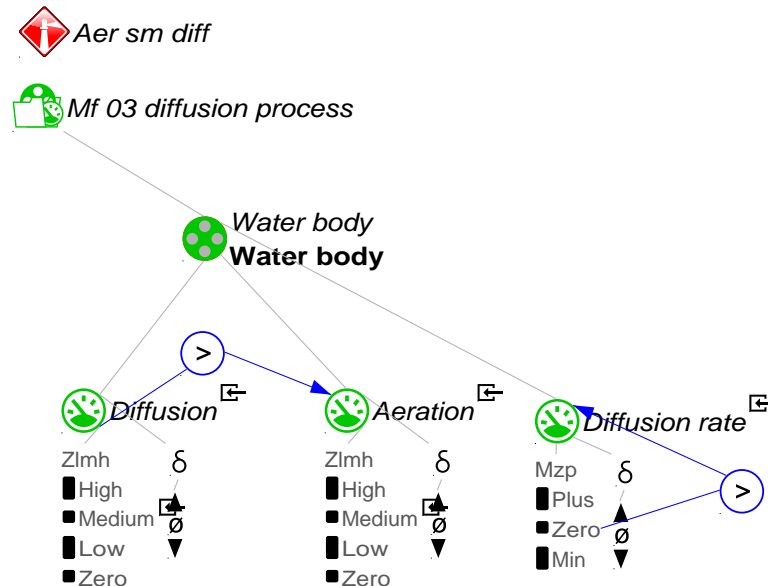 Aer sm diff
Mf 03 diffusion process
Water body
Water body
>
Diffusion
Aeration
Diffusion rate
Zlmh δ
High
Medium ø
Low
Zero
Zlmh δ
High
Medium ø
Low
Zero
Mzp δ
Plus
Zero ø
Min
>